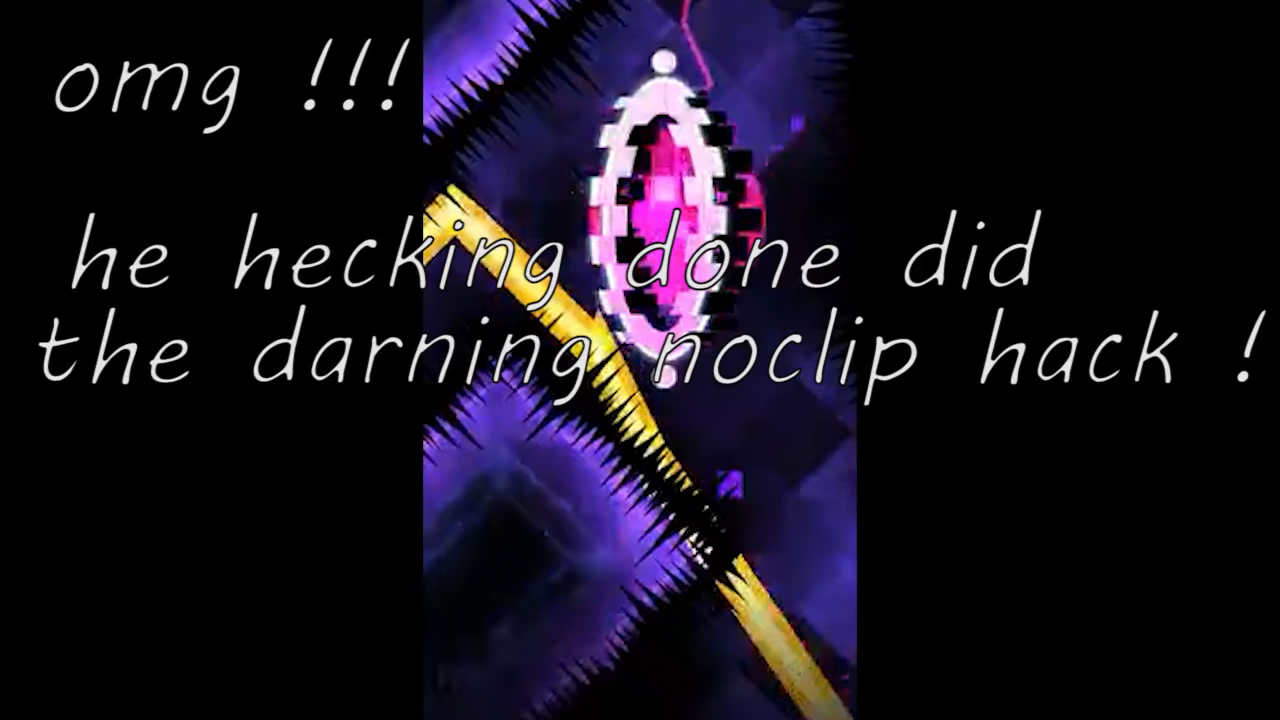 omg !!!
he hecking done did
the darning noclip hack !